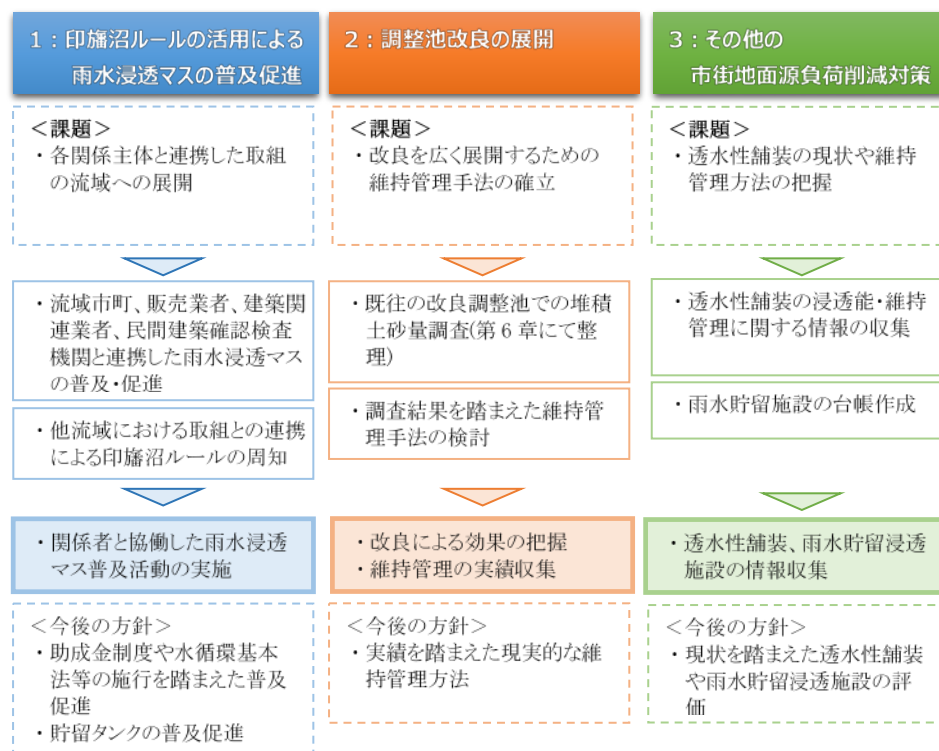 1：印旛沼ルールの活用による
雨水浸透マスの普及促進
＜課題＞
・各関係主体と連携した取組
の流域への展開
・流域市町、販売業者、建築関
連業者、民間建築確認検査
機関と連携した雨水浸透マス
の普及・促進
・他流域における取組との連携
による印旛沼ルールの周知
・関係者と協働した雨水浸透
マス普及活動の実施
＜今後の方針＞
・助成金制度や水循環基本
法等の施行を踏まえた普及
促進
・貯留タンクの普及促進
2：調整池改良の展開
＜課題＞
・改良を広く展開するための
維持管理手法の確立
・既往の改良調整池での堆積
土砂量調査(第6章にて整
理)
・調査結果を踏まえた維持管
理手法の検討
・改良による効果の把握
・維持管理の実績収集
＜今後の方針＞
・実績を踏まえた現実的な維
持管理方法
3：その他の
市街地面源負荷削減対策
＜課題＞
・透水性舗装の現状や維持
管理方法の把握
・透水性舗装の浸透能・維持
管理に関する情報の収集
・雨水貯留施設の台帳作成
・透水性舗装、雨水貯留浸透
施設の情報収集
＜今後の方針＞
・現状を踏まえた透水性舗装
や雨水貯留浸透施設の評
価